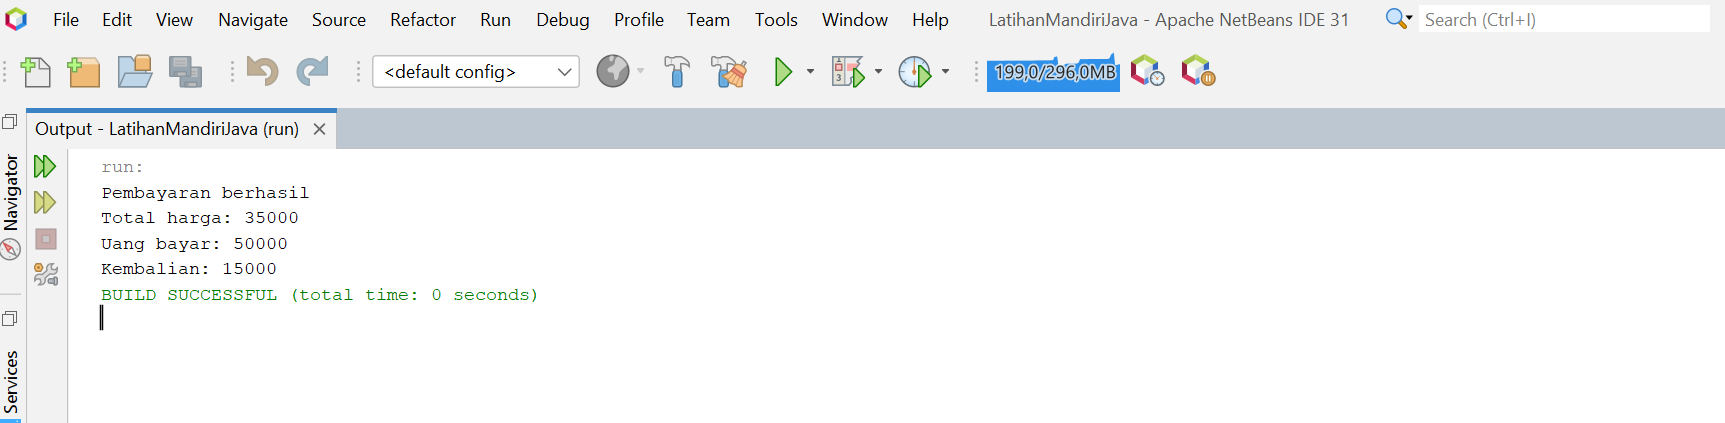 File Edit View Navigate Source Refactor Run Debug Profile Team Tools Window Help LatihanMandiriJava - Apache NetBeans IDE 31 Search (Ctrl+I)
<default config> 199,0/296,0MB
Output - LatihanMandiriJava (run)
Navigator
Services
run:
Pembayaran berhasil
Total harga: 35000
Uang bayar: 50000
Kembalian: 15000
BUILD SUCCESSFUL (total time: 0 seconds)